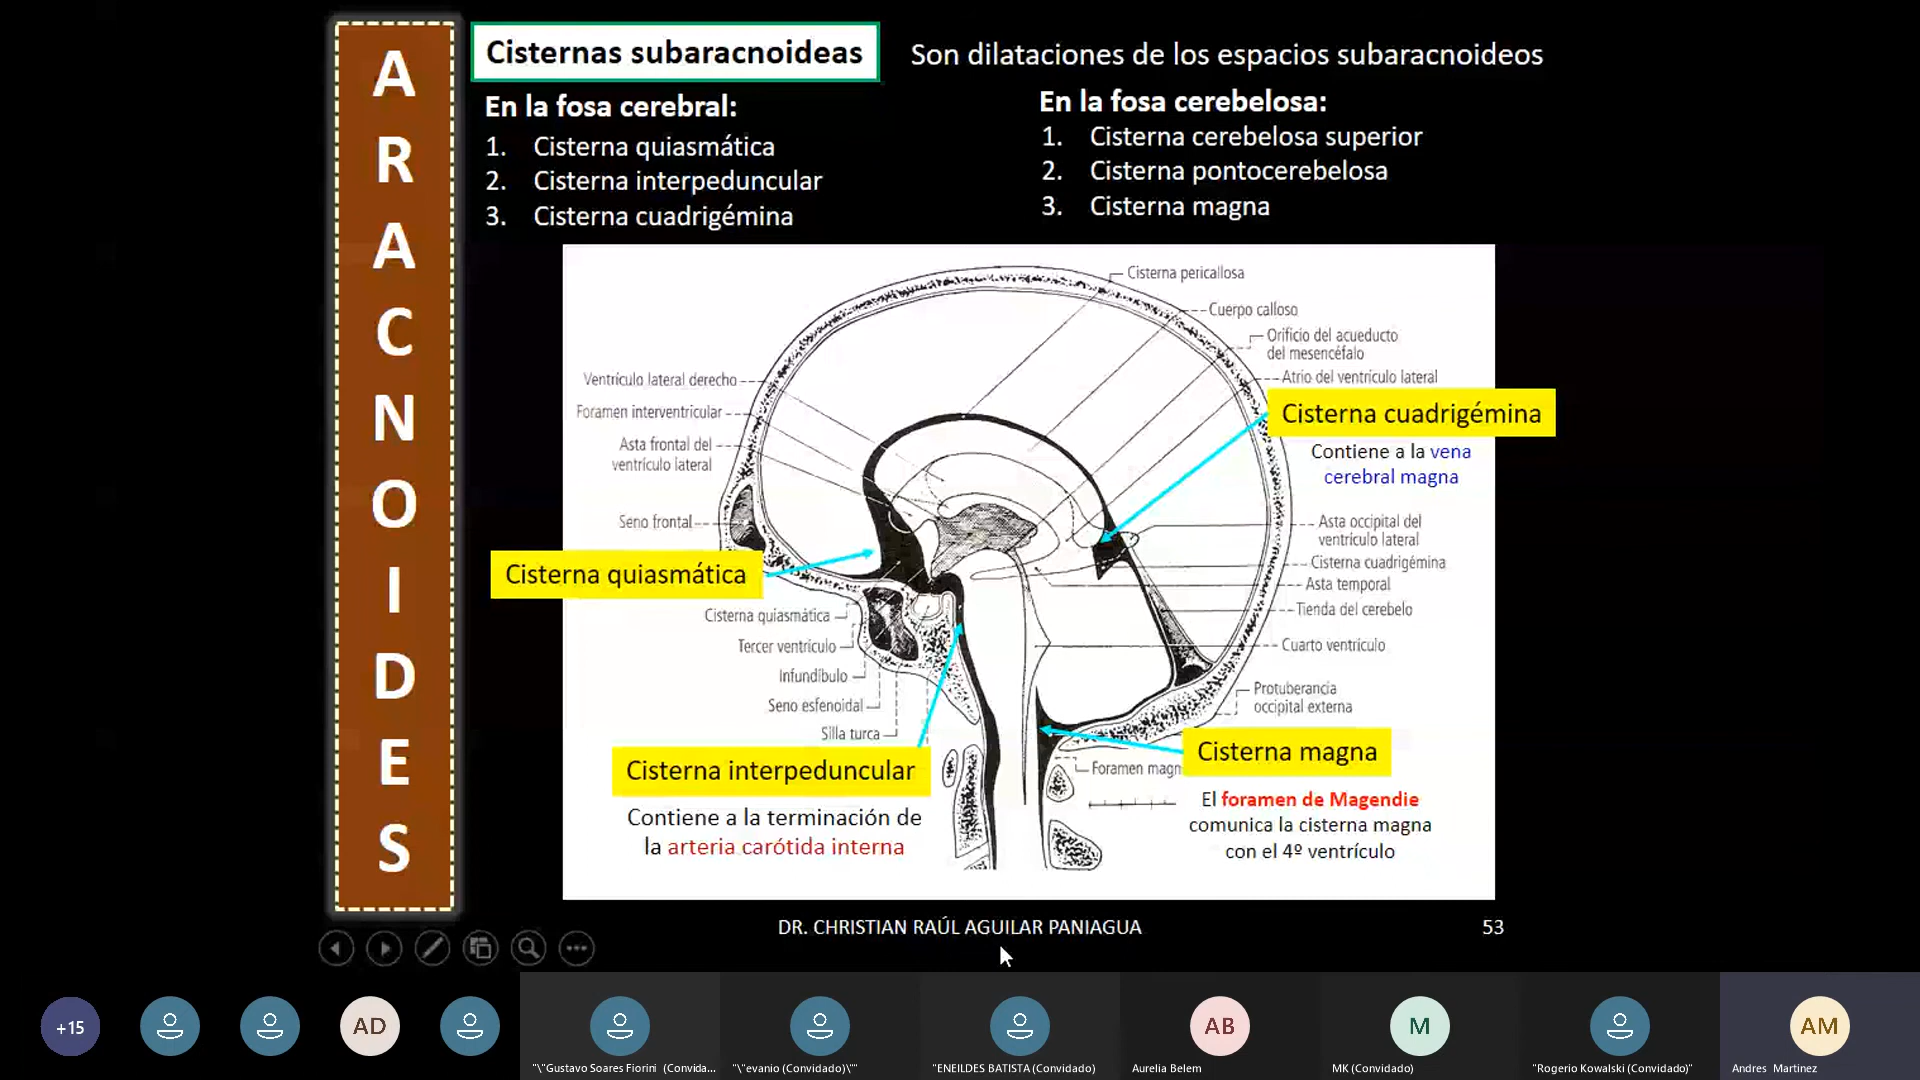 A
R
A
C
N
O
I
D
E
S
Cisternas subaracnoideas
Son dilataciones de los espacios subaracnoideos
En la fosa cerebral:
1. Cisterna quiasmática
2. Cisterna interpeduncular
3. Cisterna cuadrigémina
En la fosa cerebelosa:
1. Cisterna cerebelosa superior
2. Cisterna pontocerebelosa
3. Cisterna magna
Cisterna pericallosa
Cuerpo calloso
Orificio del acueducto
del mesencéfalo
Atrio del ventrículo lateral
Ventrículo lateral derecho
Foramen interventricular
Asta frontal del
ventrículo lateral
Seno frontal
Cisterna cuadrigémina
Contiene a la vena
cerebral magna
Asta occipital del
ventrículo lateral
Cisterna cuadrigémina
Asta temporal
Tienda del cerebelo
Cuarto ventrículo
Protuberancia
occipital externa
Cisterna quiasmática
Cisterna quiasmática
Tercer ventrículo
Infundíbulo
Seno esfenoidal
Silla turca
Cisterna interpeduncular
Contiene a la terminación de
la arteria carótida interna
Foramen magn
Cisterna magna
El foramen de Magendie
comunica la cisterna magna
con el 4º ventrículo
DR. CHRISTIAN RAÚL AGUILAR PANIAGUA
53
+15
AD
AB
M
AM
"\"Gustavo Soares Fiorini (Convida...
"\"evanio (Convidado)\""
"ENEILDES BATISTA (Convidado)
Aurelia Belem
MK (Convidado)
"Rogerio Kowalski (Convidado)"
Andres Martinez